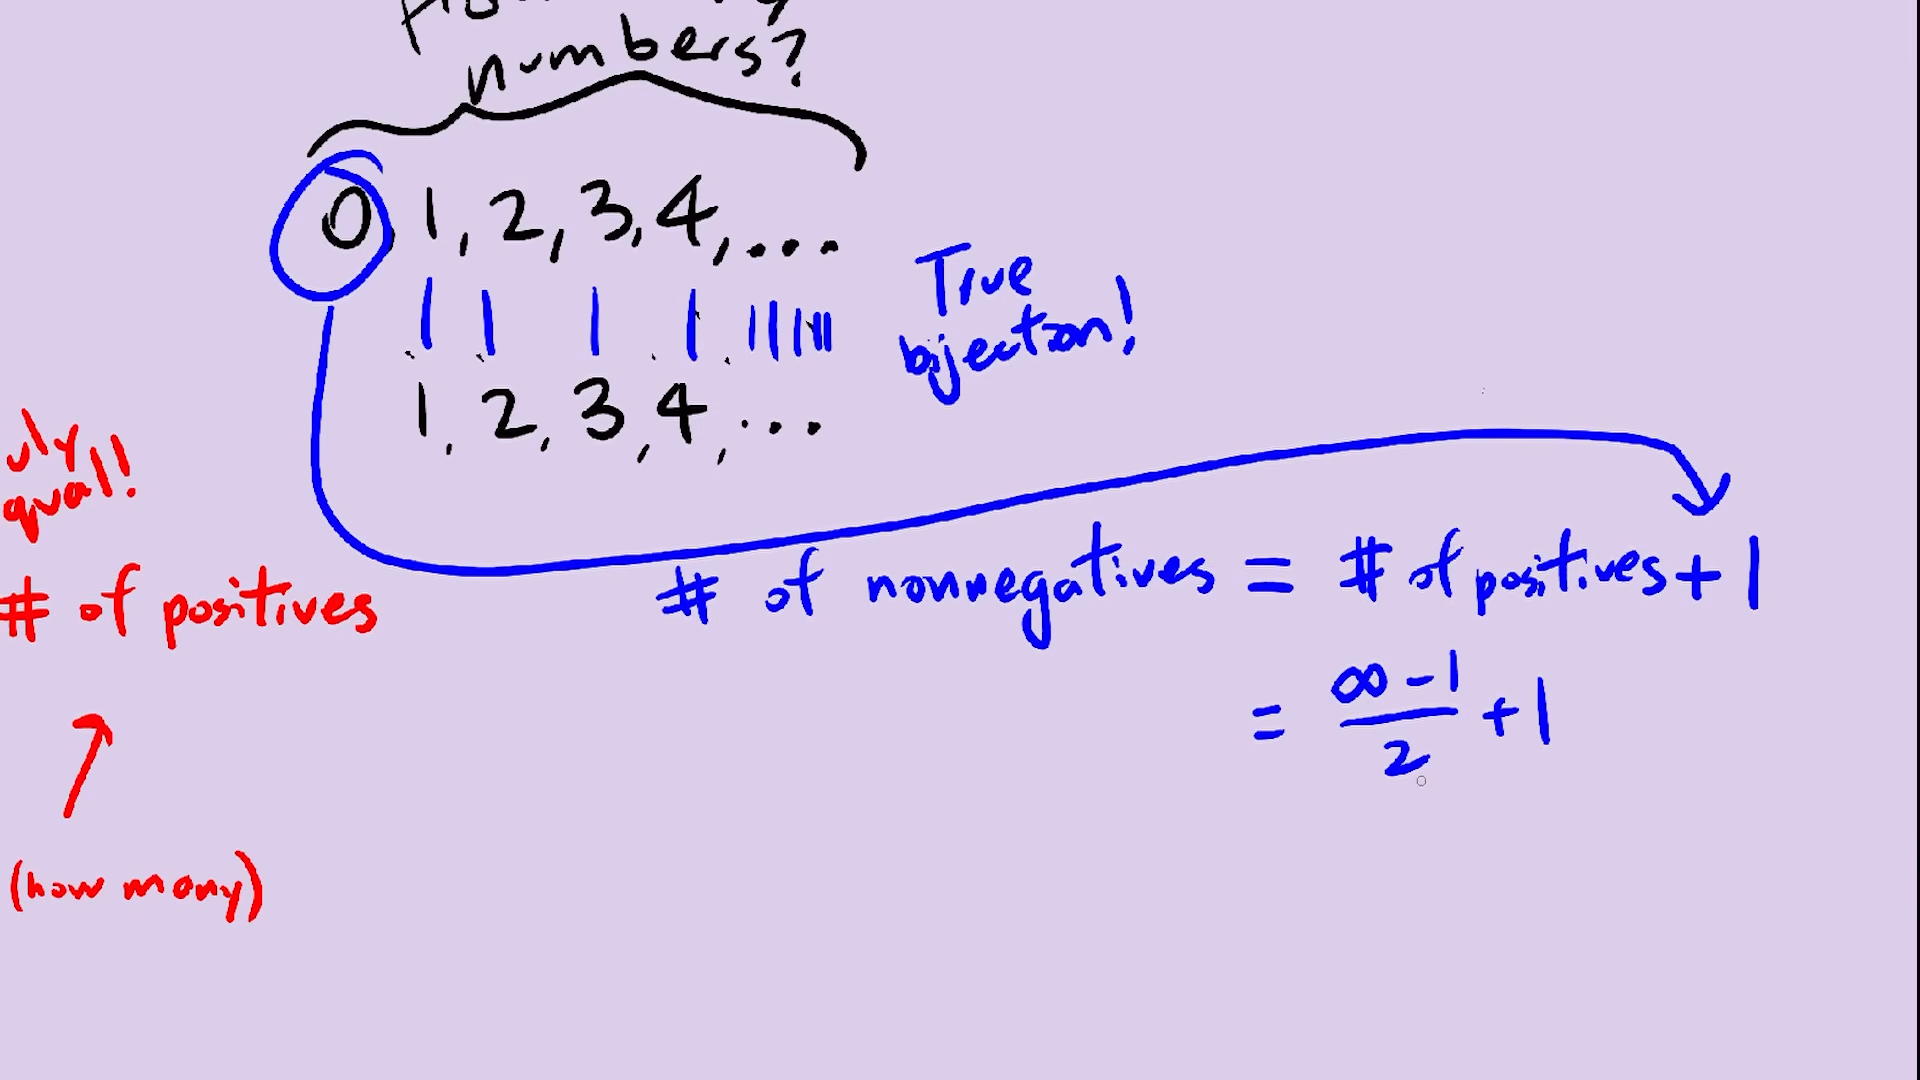 numbers?
0, 1, 2, 3, 4, ...
True
bijection!
1, 2, 3, 4, ...
# of nonnegatives = # of positives + 1
= (∞ - 1)/2 + 1
# of positives
(how many)